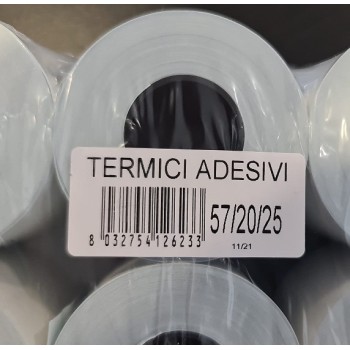 TERMICI ADESIVI
57/20/25
8 032754 126233
11/21